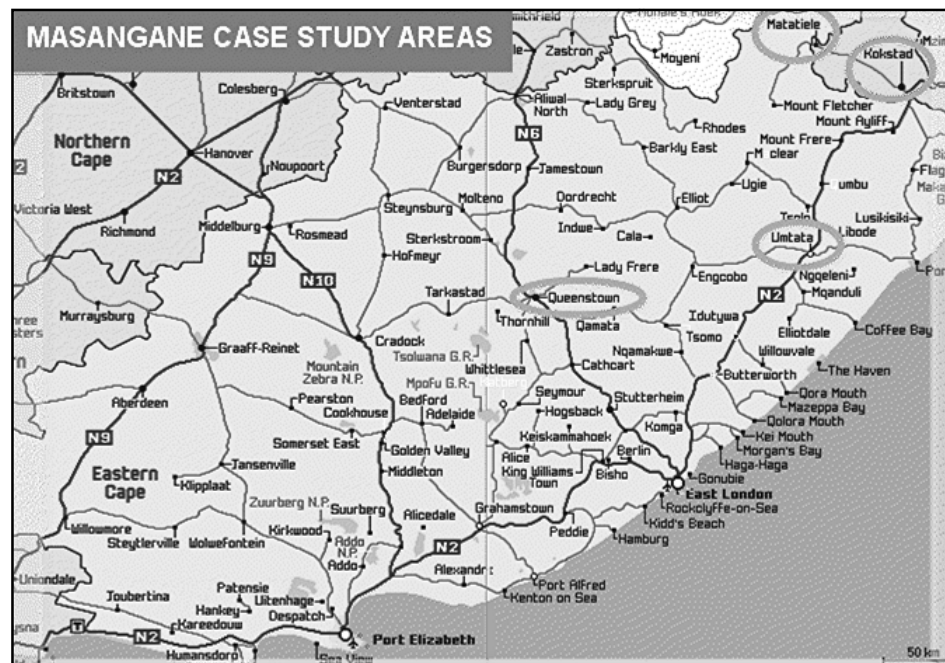 MASANGANE CASE STUDY AREAS
Matatiele
Kokstad
Zastron
Moyeni
Sterkspruit
Britstown
Colesberg
Venterstad
Aliwal
North
Lady Grey
Mount Fletcher
Mount Ayliff
Rhodes
Northern
Cape
Hanover
Noupoort
N6
Burgersdorp
Barkly East
Mount Frere
N2
Jamestown
Ugie
Victoria West
Richmond
Middelburg
Rosmead
Steynsburg
Molteno
Dordrecht
Elliot
Lusikisiki
Libode
Sterkstroom
Indwe
Cala
Umtata
N9
N10
Hofmeyr
Lady Frere
Engcobo
Ngqeleni
Mqanduli
N2
Murraysburg
Tarkastad
Queenstown
Thornhill
Qamata
Idutywa
Elliotdale
Coffee Bay
Graaff-Reinet
Cradock
Tsolwana G.R.
Whittlesea
Nqamakwe
Tsomo
Willowvale
The Haven
Mountain
Zebra N.P.
Cathcart
Butterworth
Aberdeen
Mpofu G.R.
Qora Mouth
Mazeppa Bay
Pearston
Cookhouse
Bedford
Adelaide
Seymour
Hogsback
Stutterheim
Qolora Mouth
Kei Mouth
Morgan's Bay
Haga-Haga
N9
Somerset East
Golden Valley
Keiskammahoek
Komga
Berlin
Eastern
Cape
Jansenville
Middleton
Alice
King Williams
Town
Bisho
Gonubie
East London
Klipplaat
Zuurberg N.P.
Grahamstown
Rockclyffe-on-Sea
Kidd's Beach
Willowmore
Steytlerville
Wolwefontein
Kirkwood
Suurberg
Alicedale
Peddie
Hamburg
Addo
N.P.
Addo
N2
Uniondale
Port Alfred
Kenton on Sea
Joubertina
Patensie
Hankey
Uitenhage
Despatch
Kareedouw
T
N2
Port Elizabeth
Humansdorp
Sea View
50 km